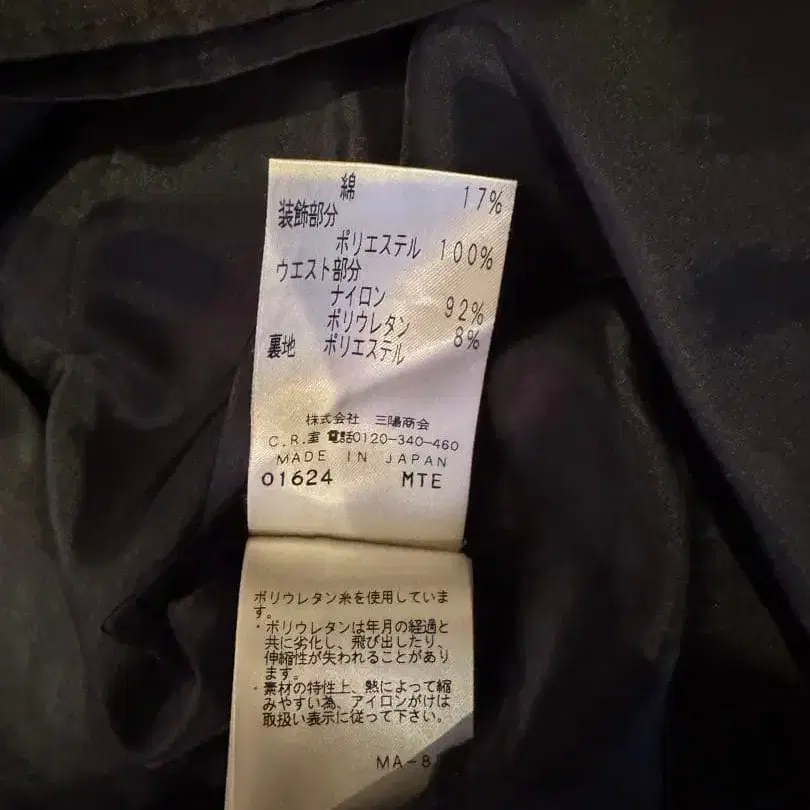 綿 17%
装飾部分
ポリエステル 100%
ウエスト部分
ナイロン 92%
ポリウレタン 8%
裏地 ポリエステル
株式会社 三陽商会
C.R.室 電話0120-340-460
MADE IN JAPAN
01624 MTE
ポリウレタン糸を使用していま
す。
・ポリウレタンは年月の経過と
共に劣化し、飛び出したり、
伸縮性が失われることがあり
ます。
・素材の特性上、熱によって縮
みやすい為、アイロンがけは
取扱い表示に従って下さい。
MA-8